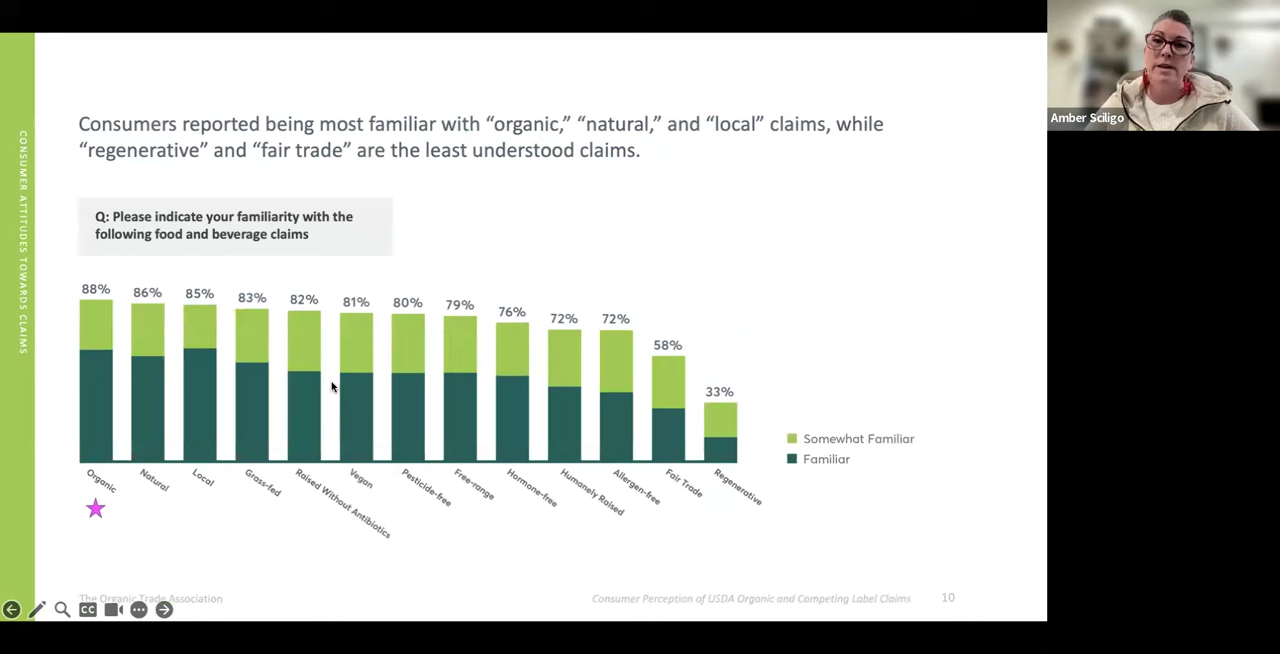 Amber Sciligo
CONSUMER ATTITUDES TOWARDS CLAIMS
Consumers reported being most familiar with “organic,” “natural,” and “local” claims, while
“regenerative” and “fair trade” are the least understood claims.
Q: Please indicate your familiarity with the
following food and beverage claims
88% 86% 85% 83% 82% 81% 80% 79% 76% 72% 72% 58% 33%
Somewhat Familiar
Familiar
Organic
Natural
Local
Grass-fed
Raised Without Antibiotics
Vegan
Pesticide-free
Free-range
Hormone-free
Humanely Raised
Allergen-free
Fair Trade
Regenerative
The Organic Trade Association
Consumer Perception of USDA Organic and Competing Label Claims 10
CC